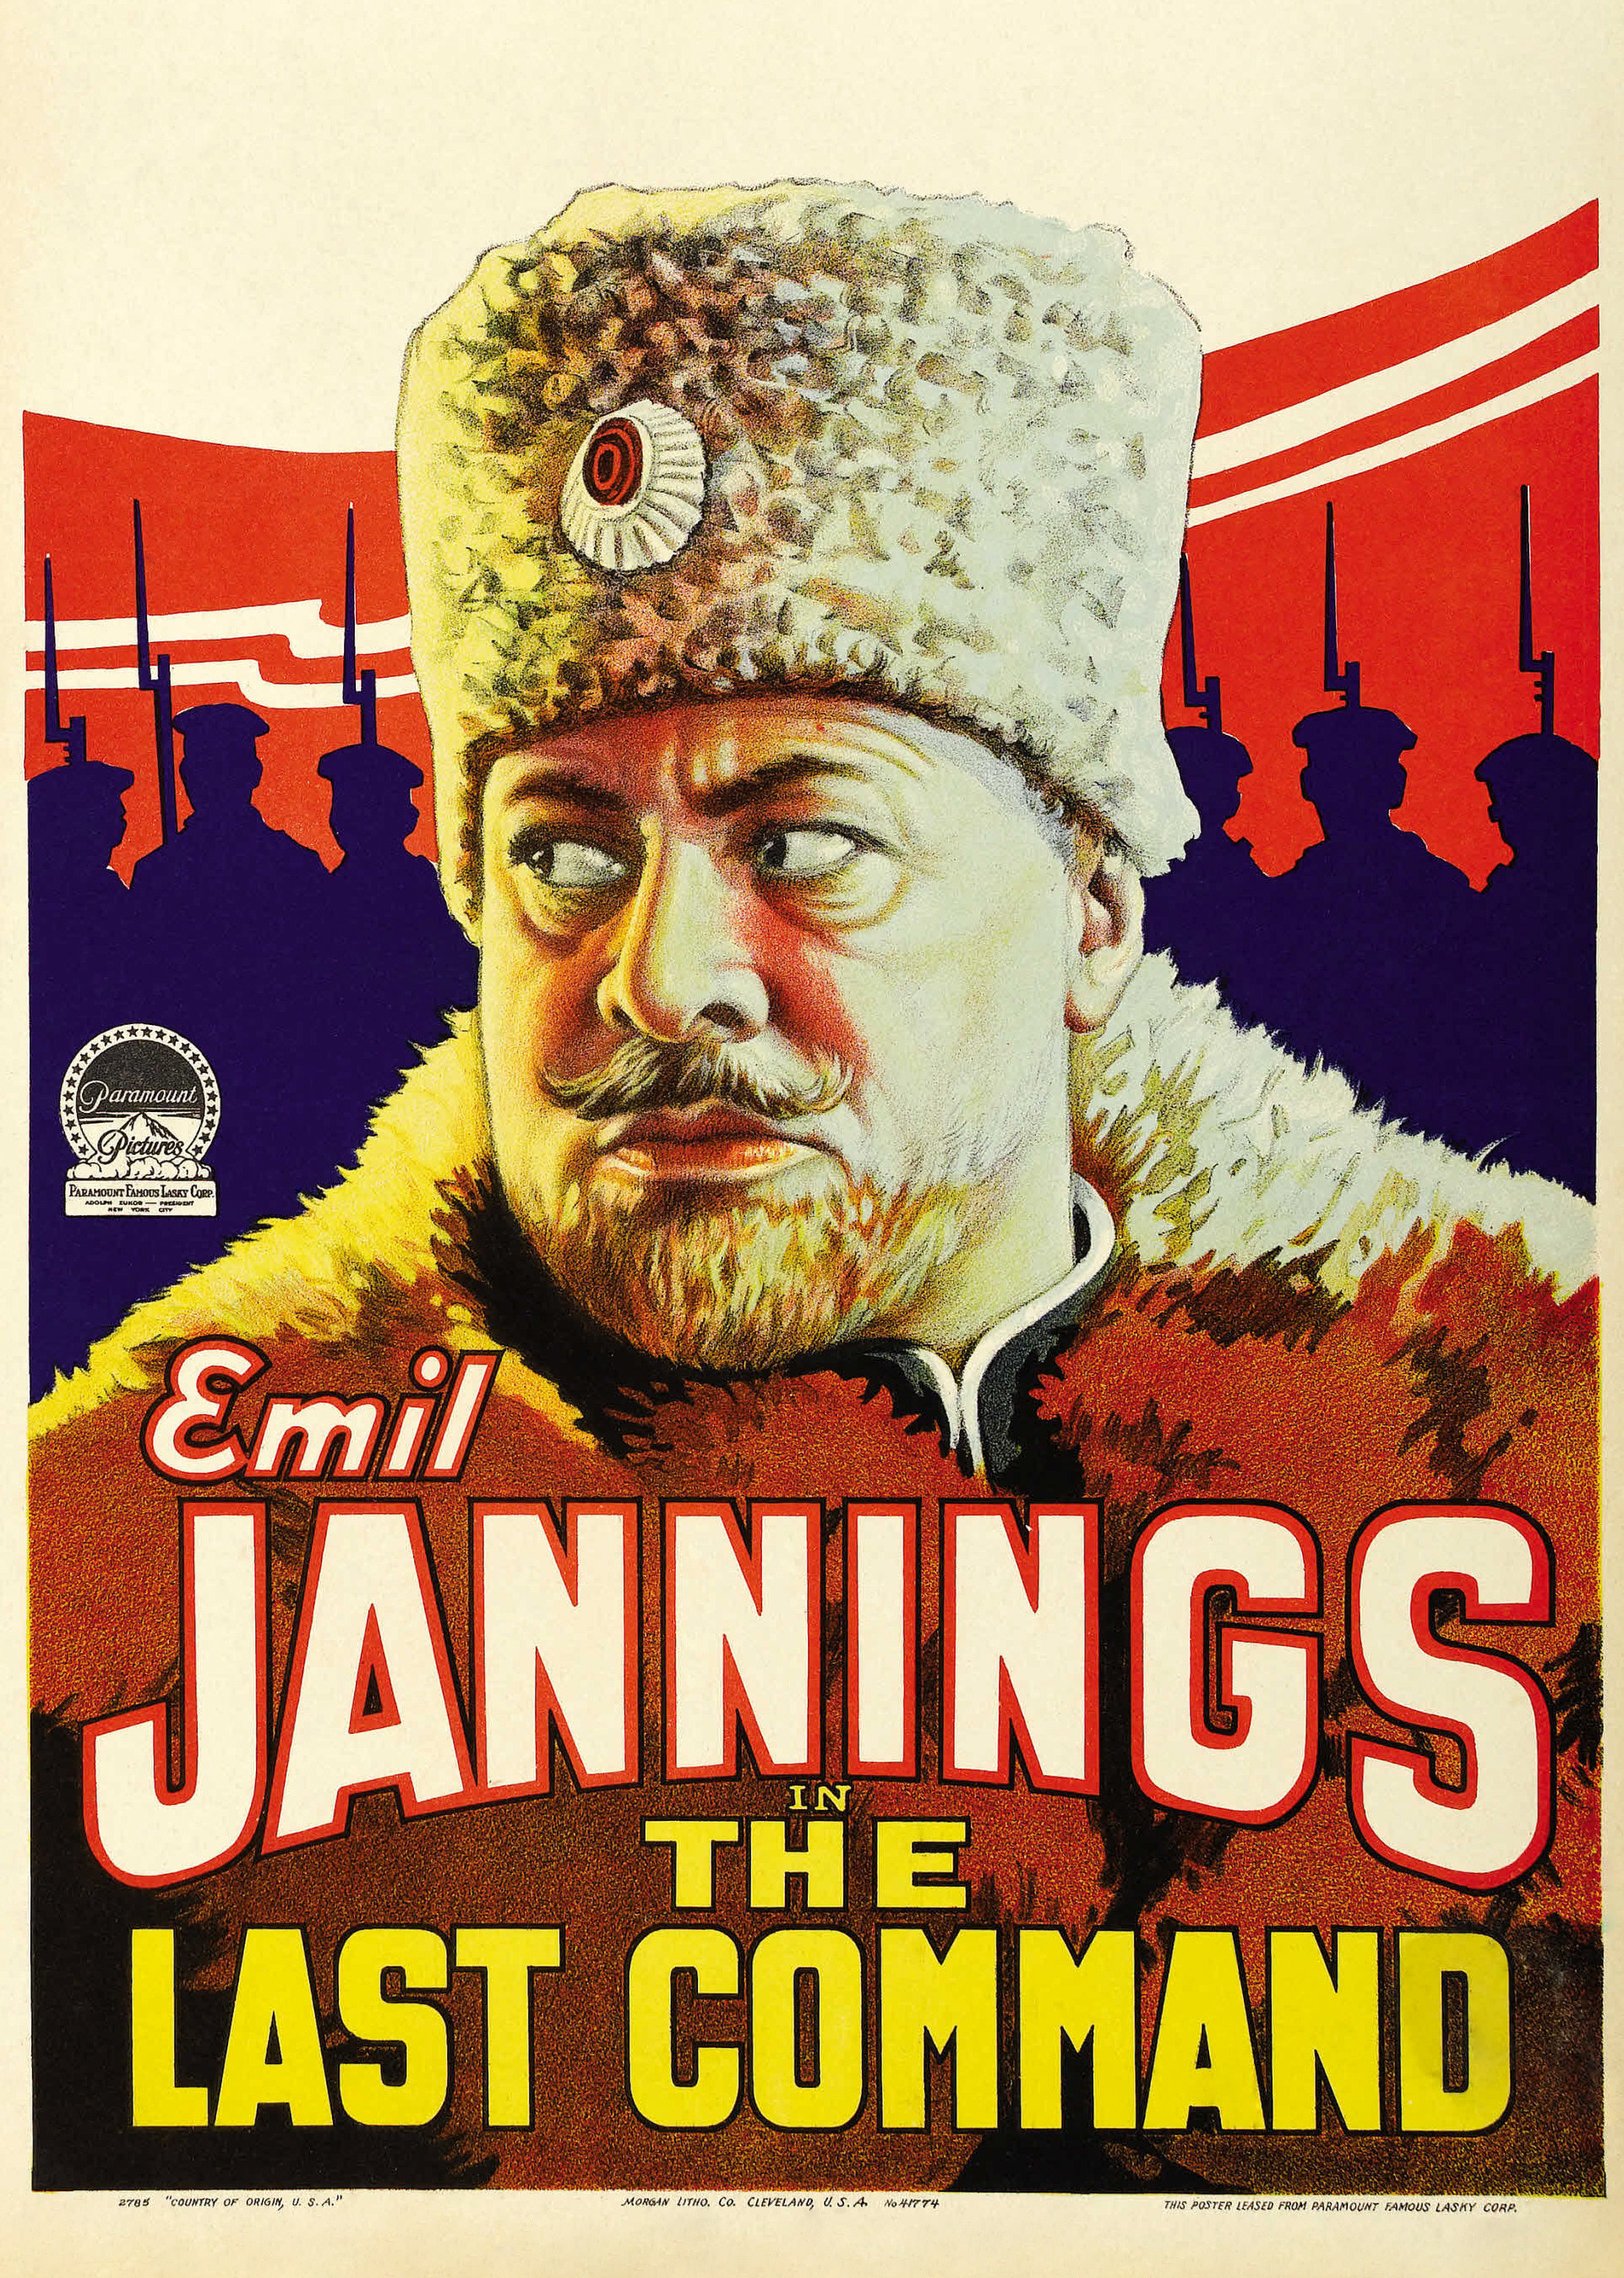 Paramount
Pictures
PARAMOUNT FAMOUS LASKY CORP.
ADOLPH ZUKOR — PRESIDENT
NEW YORK CITY
Emil
JANNINGS
IN
THE
LAST COMMAND
2785 "COUNTRY OF ORIGIN, U. S. A."
MORGAN LITHO. CO. CLEVELAND, U. S. A. No 41774
THIS POSTER LEASED FROM PARAMOUNT FAMOUS LASKY CORP.